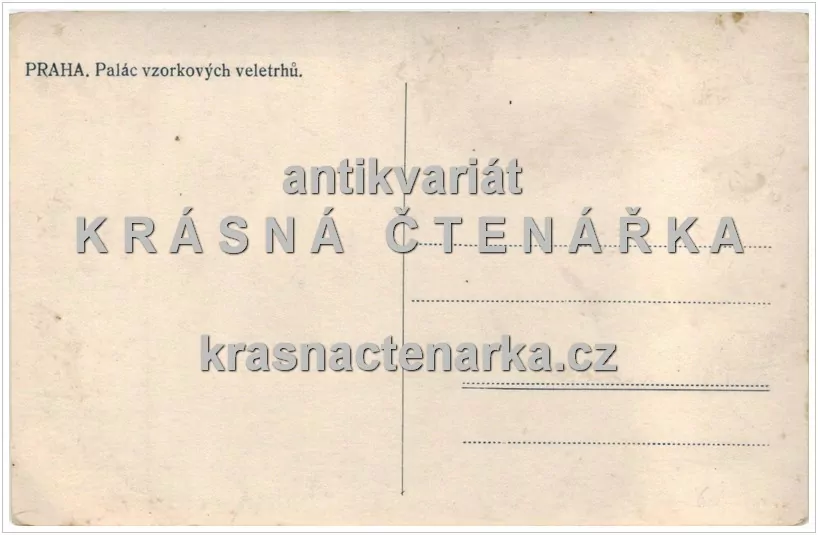 PRAHA. Palác vzorkových veletrhů.
antikvariát
KRÁSNÁ ČTENÁŘKA
krasnactenarka.cz